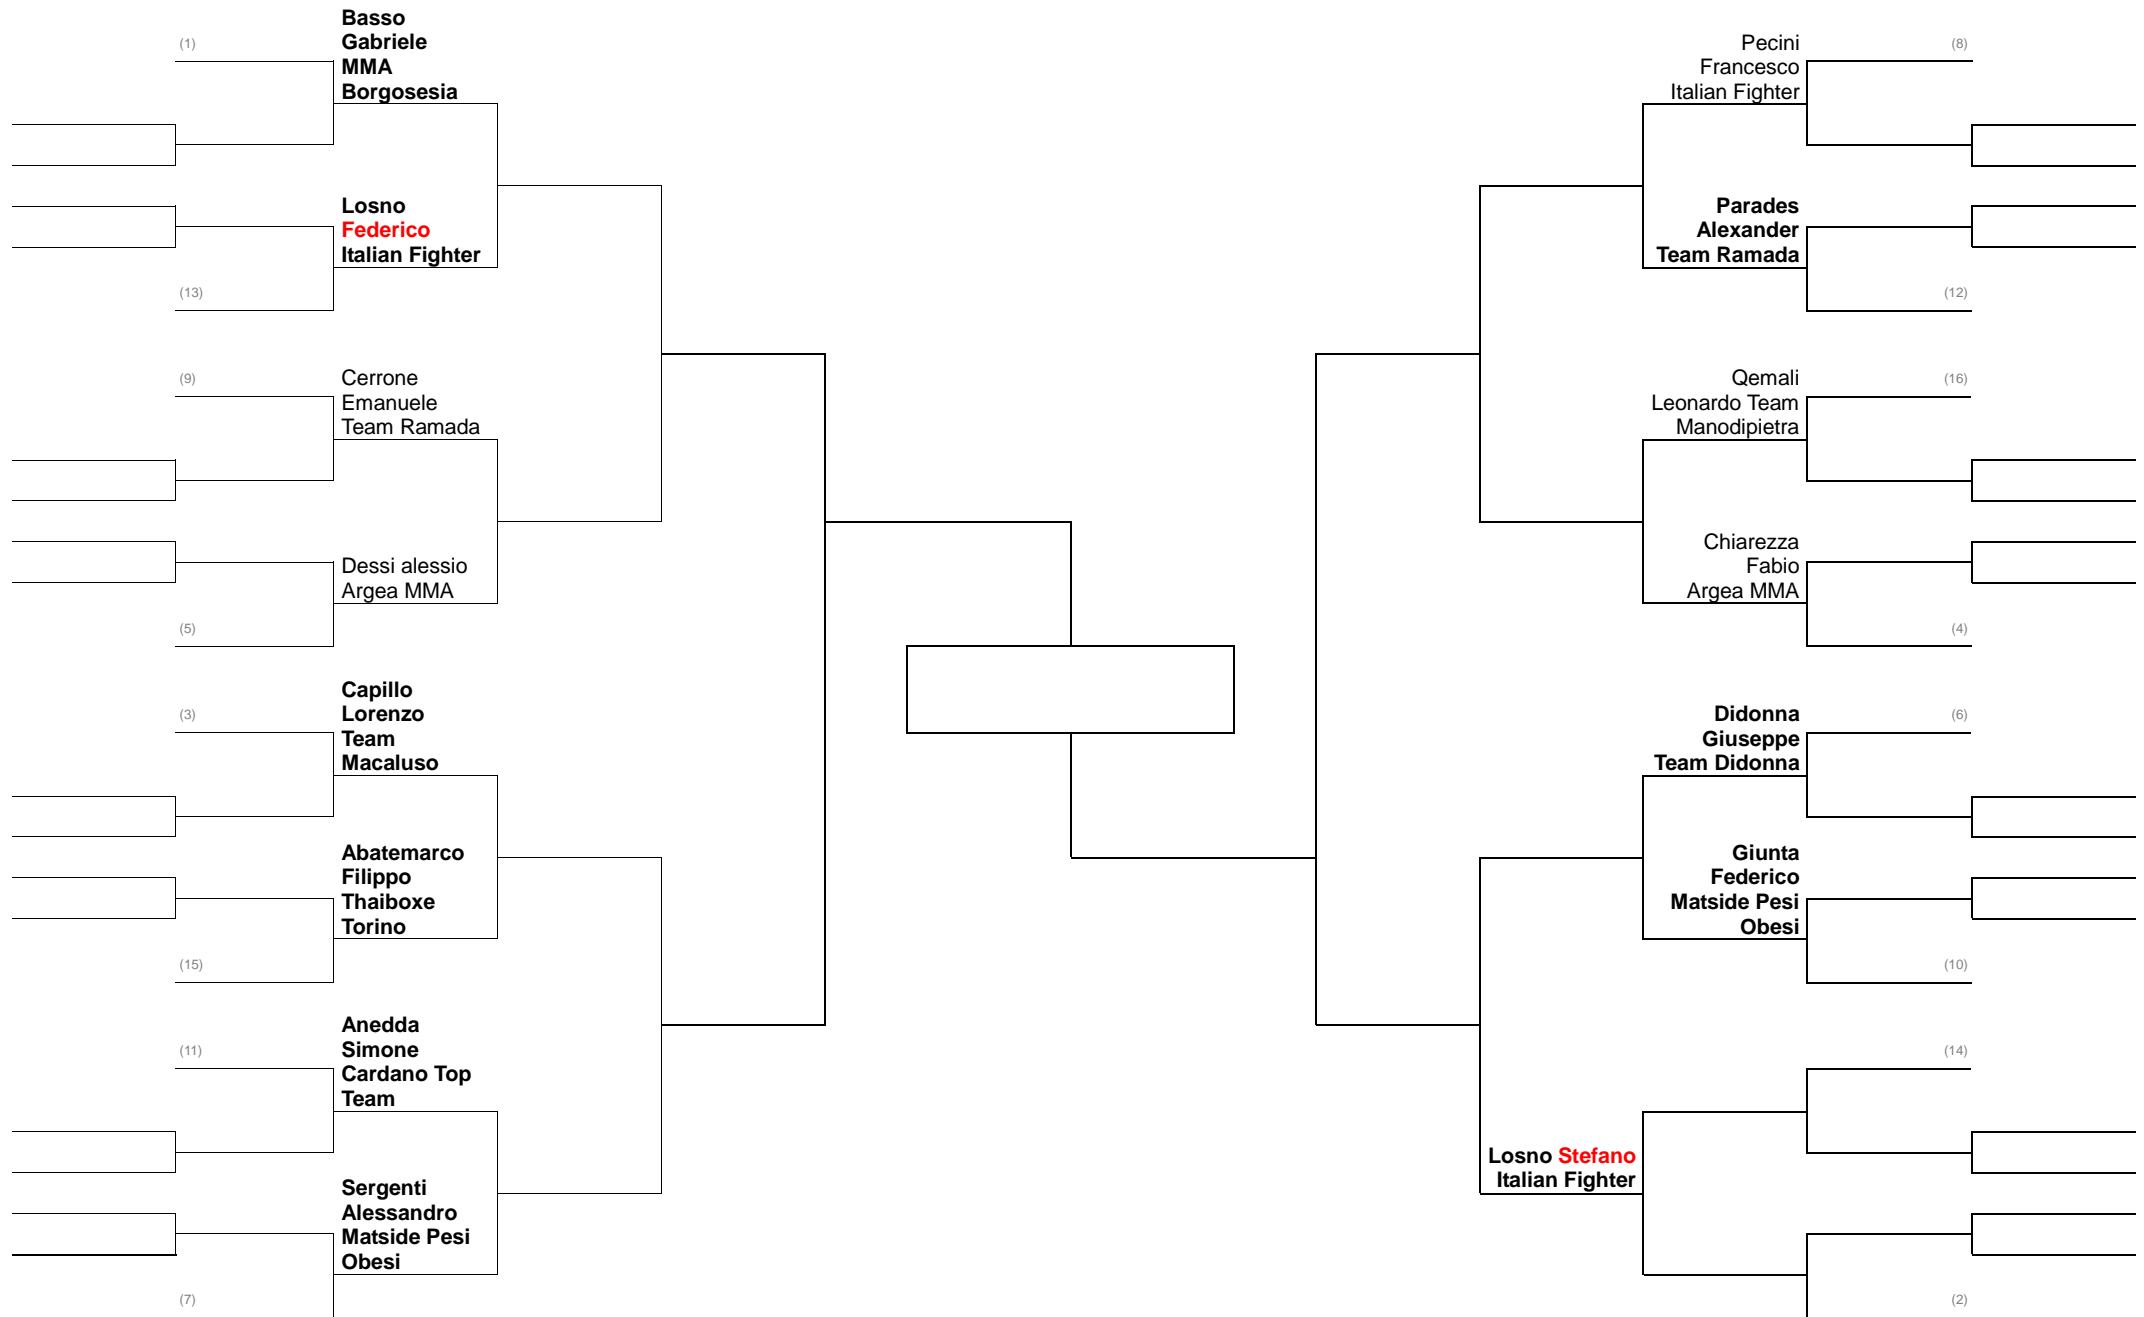 (1)
Basso
Gabriele
MMA
Borgosesia
Losno
Federico
Italian Fighter
(13)
(9)
Cerrone
Emanuele
Team Ramada
Dessi alessio
Argea MMA
(5)
(3)
Capillo
Lorenzo
Team
Macaluso
Abatemarco
Filippo
Thaiboxe
Torino
(15)
(11)
Anedda
Simone
Cardano Top
Team
Sergenti
Alessandro
Matside Pesi
Obesi
(7)
Pecini
Francesco
Italian Fighter
(8)
Parades
Alexander
Team Ramada
(12)
Qemali
Leonardo Team
Manodipietra
(16)
Chiarezza
Fabio
Argea MMA
(4)
Didonna
Giuseppe
Team Didonna
(6)
Giunta
Federico
Matside Pesi
Obesi
(10)
(14)
Losno Stefano
Italian Fighter
(2)